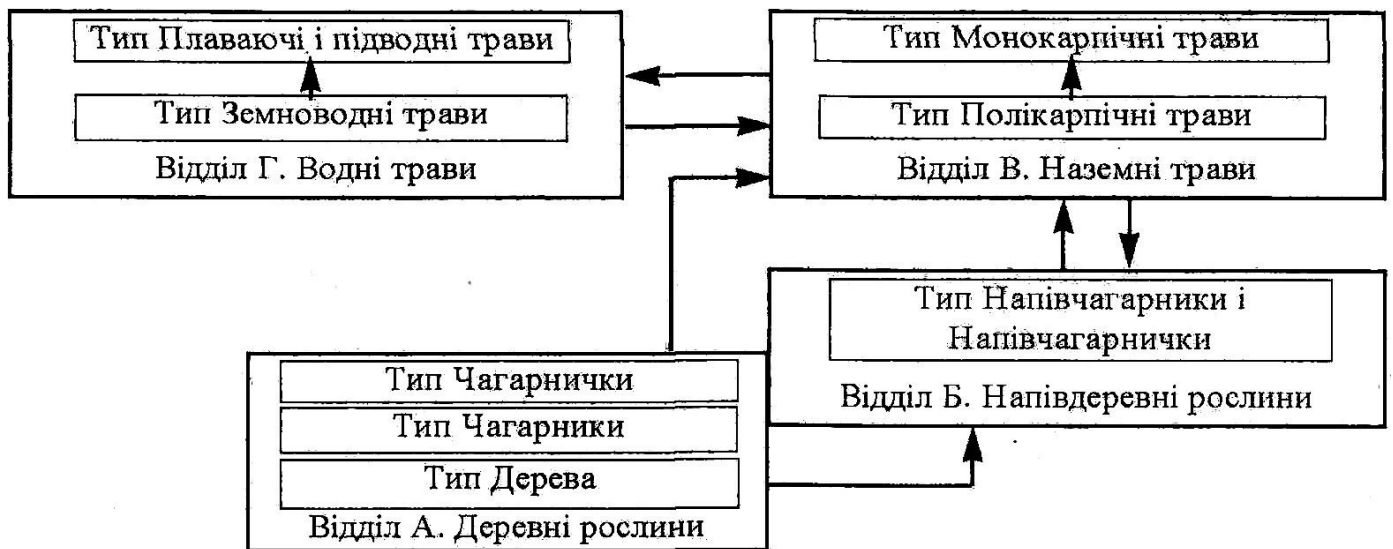 Тип Плаваючі і підводні трави
Тип Земноводні трави
Відділ Г. Водні трави
Тип Монокарпічні трави
Тип Полікарпічні трави
Відділ В. Наземні трави
Тип Напівчагарники і
Напівчагарнички
Відділ Б. Напівдеревні рослини
Тип Чагарнички
Тип Чагарники
Тип Дерева
Відділ А. Деревні рослини